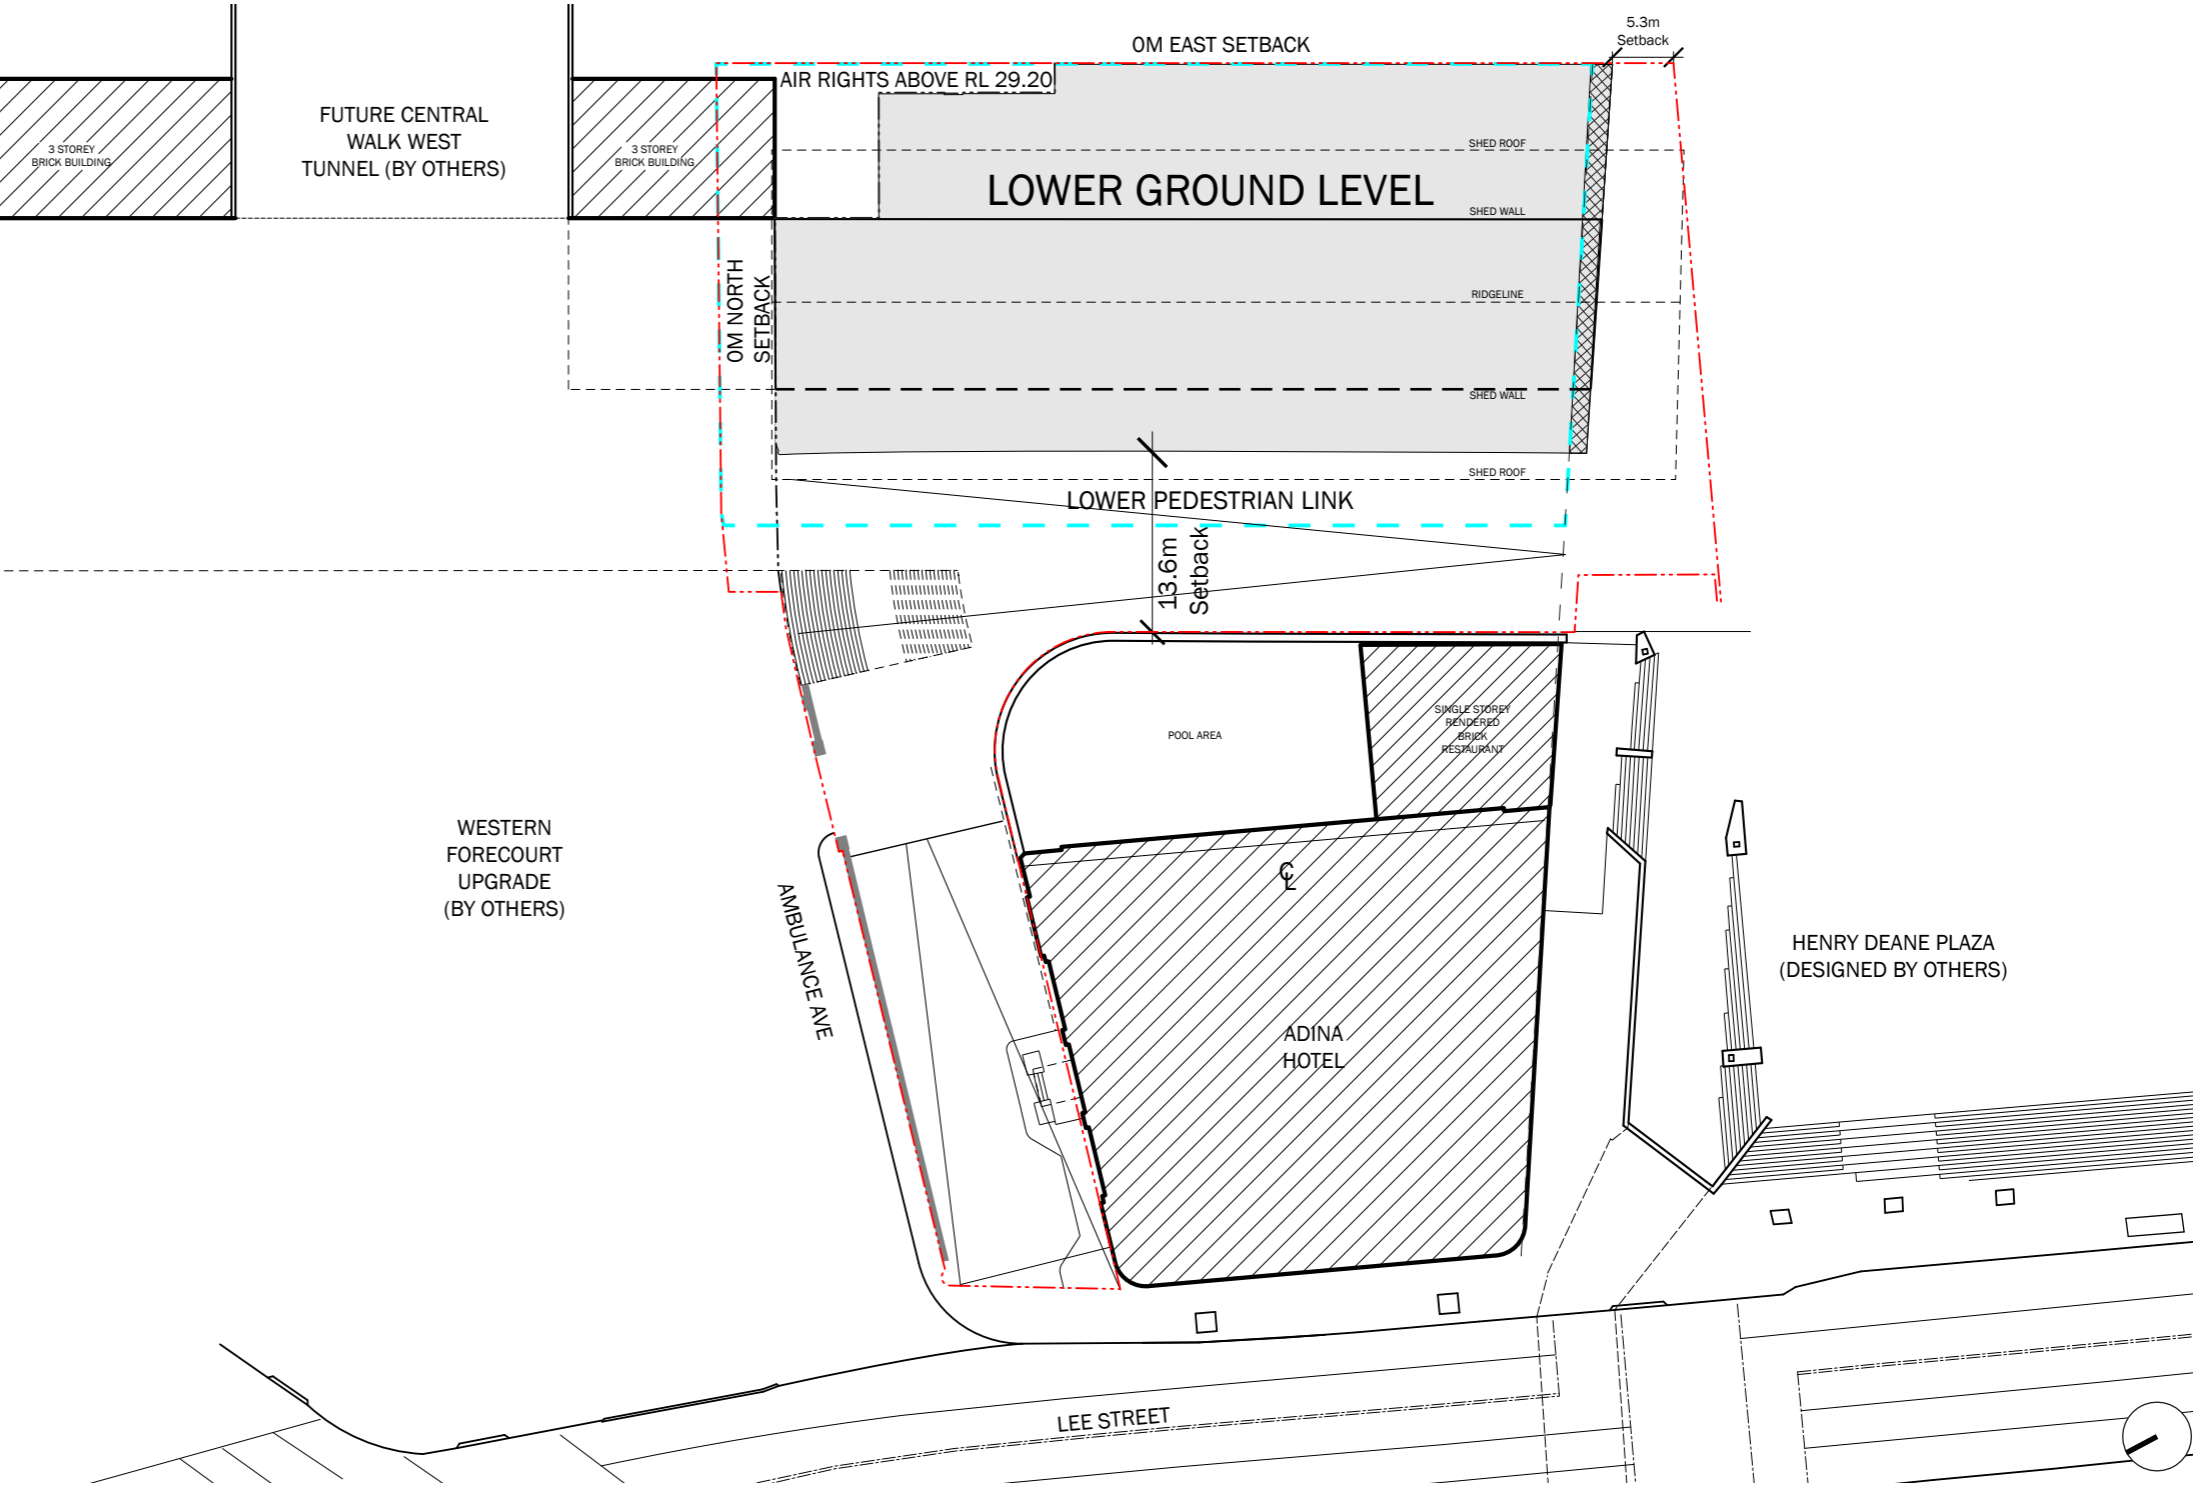 5.3m
Setback
0M EAST SETBACK
AIR RIGHTS ABOVE RL 29.20
FUTURE CENTRAL
WALK WEST
TUNNEL (BY OTHERS)
3 STOREY
BRICK BUILDING
3 STOREY
BRICK BUILDING
SHED ROOF
LOWER GROUND LEVEL
SHED WALL
0M NORTH
SETBACK
RIDGELINE
SHED WALL
SHED ROOF
LOWER PEDESTRIAN LINK
13.6m
Setback
SINGLE STOREY
RENDERED
BRICK
RESTAURANT
POOL AREA
WESTERN
FORECOURT
UPGRADE
(BY OTHERS)
AMBULANCE AVE
CL
HENRY DEANE PLAZA
(DESIGNED BY OTHERS)
ADINA
HOTEL
LEE STREET